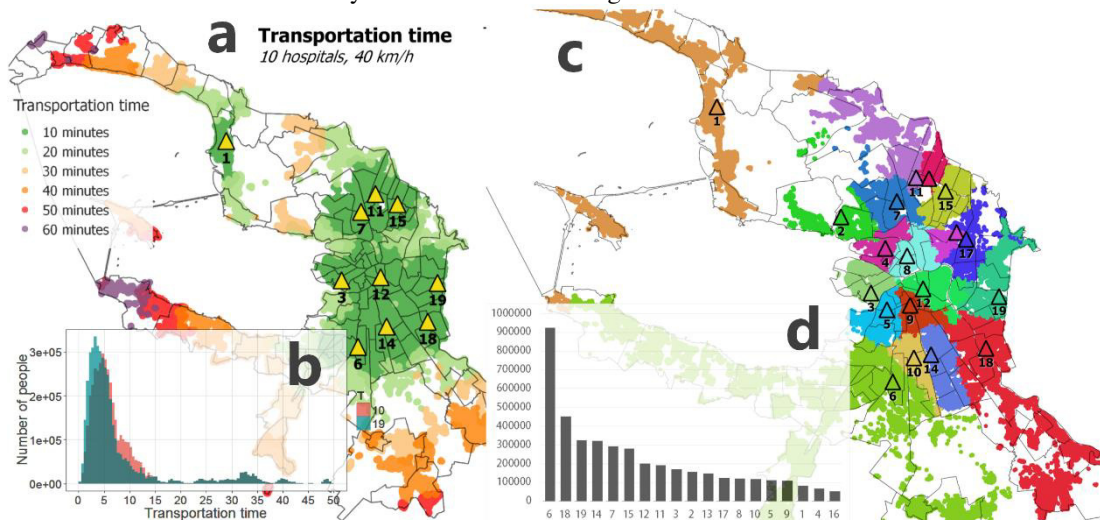 a
Transportation time
10 hospitals, 40 km/h
Transportation time
10 minutes
20 minutes
30 minutes
40 minutes
50 minutes
60 minutes
1
11
7
15
3
12
19
14
18
6
b
Number of people
3e+05
2e+05
1e+05
0e+00
0 5 10 15 20 25 30 35 40 45 50
Transportation time
T
10
19
c
1
11
15
7
2
17
4
8
3
12
19
5
9
10
14
18
6
d
1000000
900000
800000
700000
600000
500000
400000
300000
200000
100000
0
6 18 19 14 7 15 12 11 3 2 13 17 8 10 5 9 1 4 16